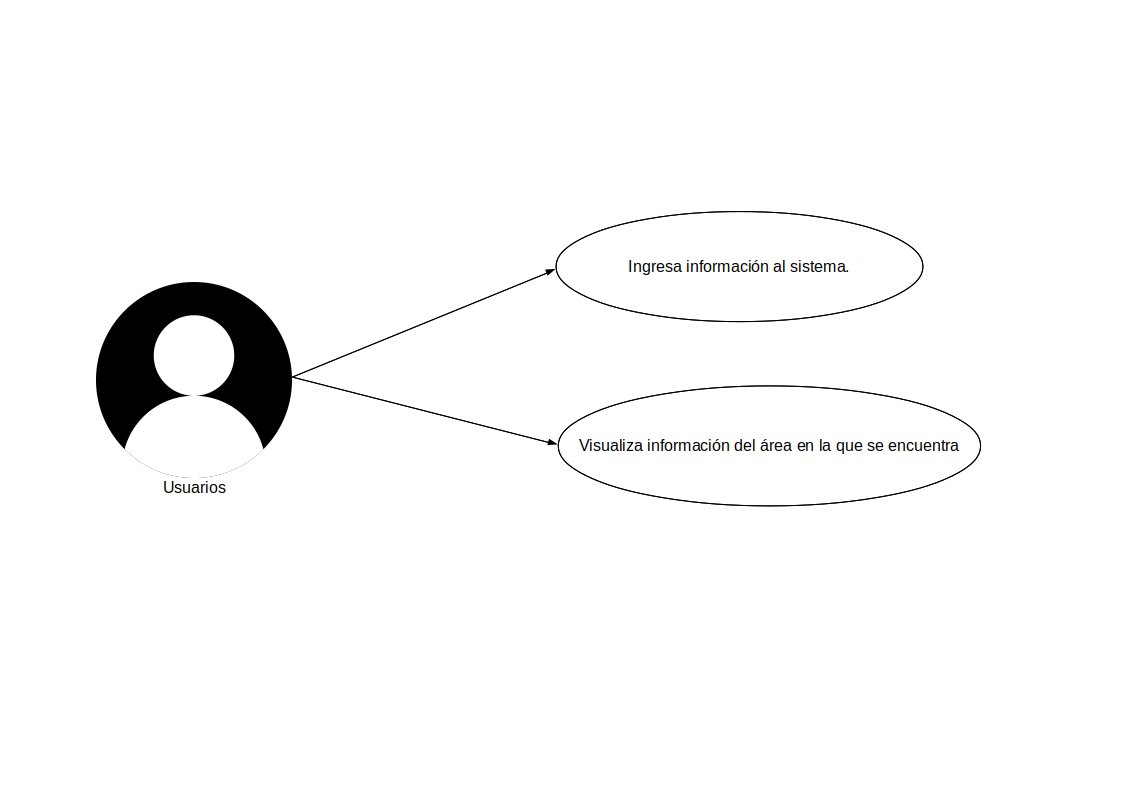 Ingresa información al sistema.
Visualiza información del área en la que se encuentra
Usuarios